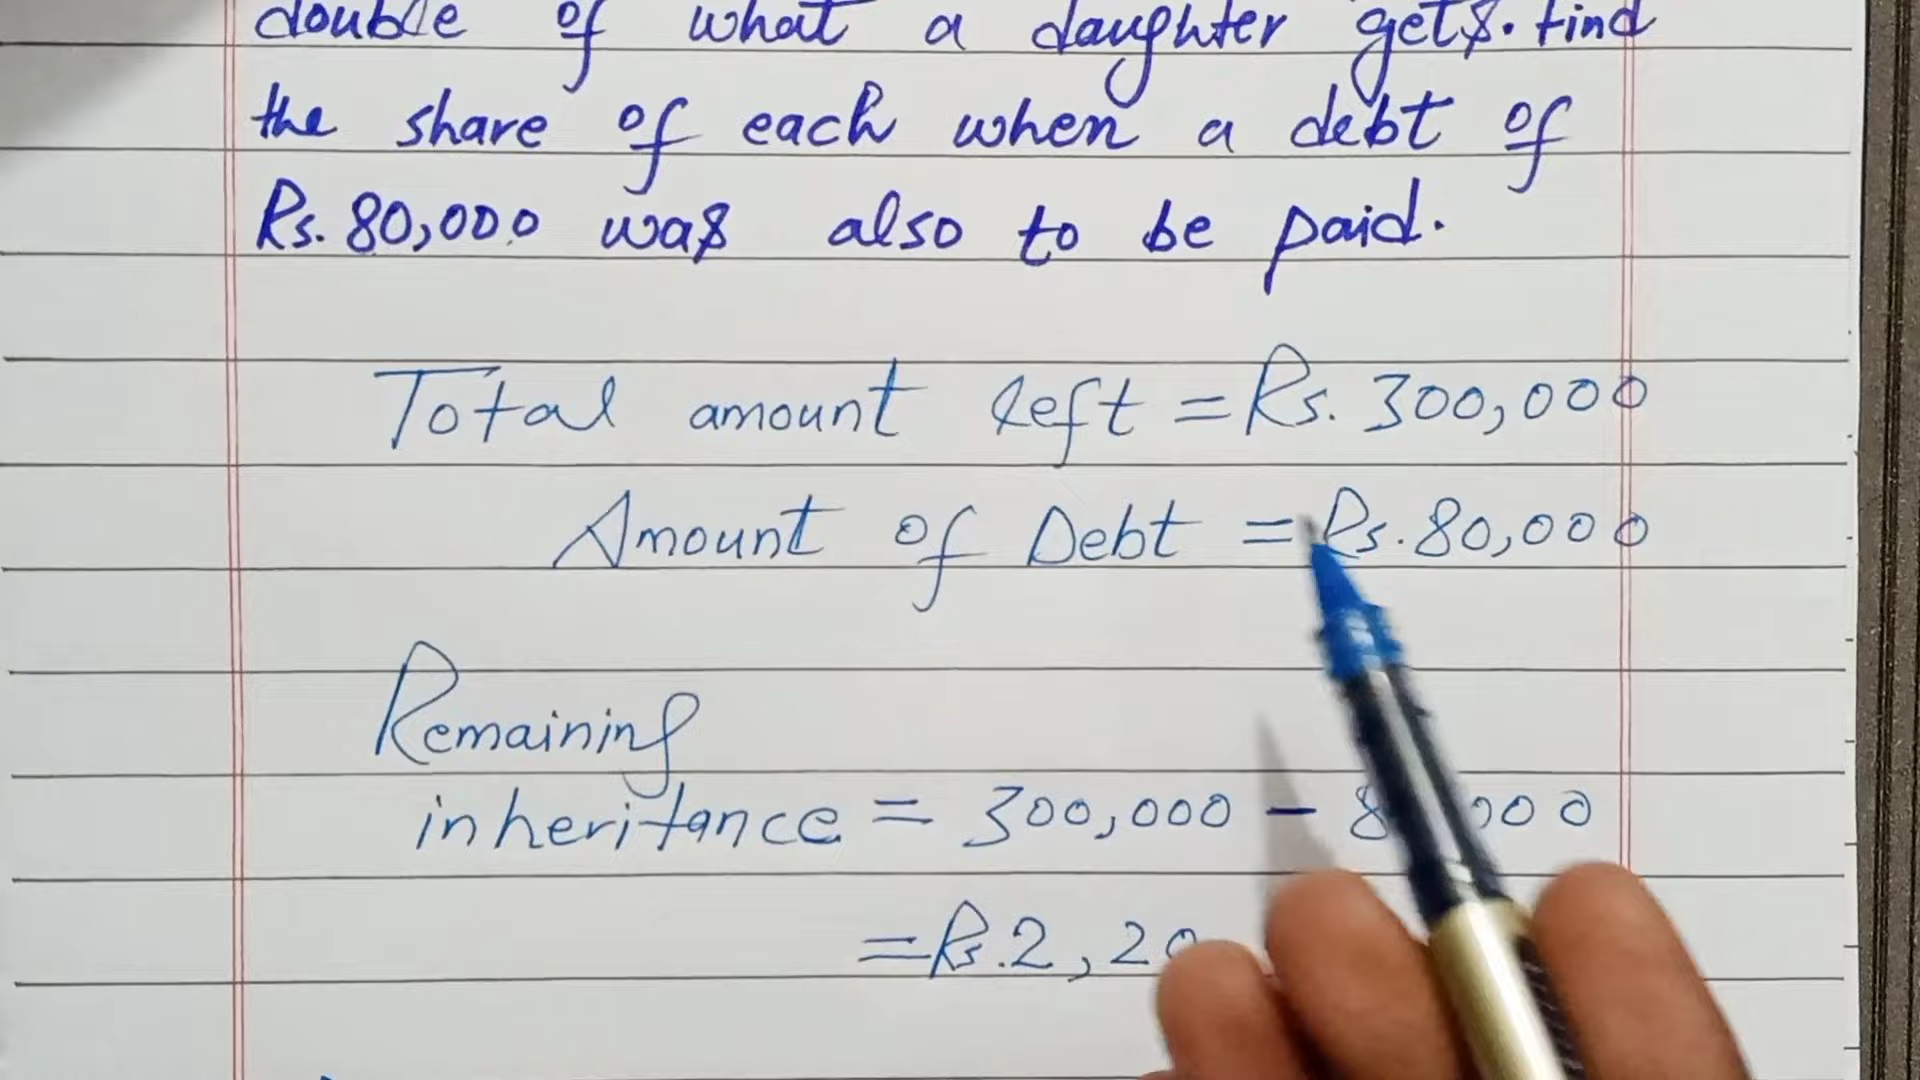 double of what a daughter gets. Find
the share of each when a debt of
Rs. 80,000 was also to be paid.
Total amount left = Rs. 300,000
Amount of Debt = Rs. 80,000
Remaining
inheritance = 300,000 -
= Rs. 2,20